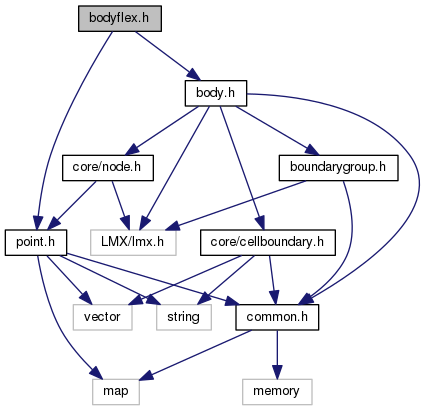 bodyflex.h
body.h
core/node.h
boundarygroup.h
point.h
LMX/lmx.h
core/cellboundary.h
vector
string
common.h
map
memory